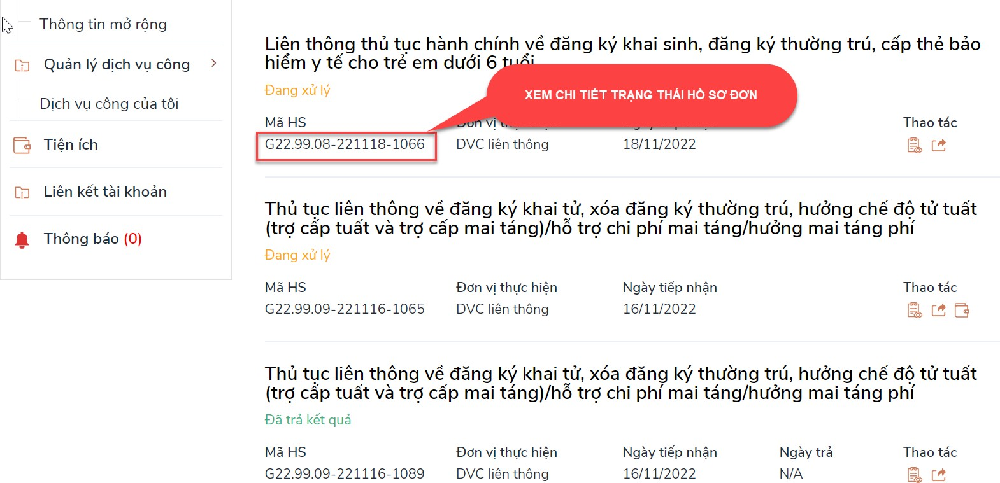 Thông tin mở rộng
Quản lý dịch vụ công
Dịch vụ công của tôi
Tiện ích
Liên kết tài khoản
Thông báo (0)
Liên thông thủ tục hành chính về đăng ký khai sinh, đăng ký thường trú, cấp thẻ bảo
hiểm y tế cho trẻ em dưới 6 tuổi
Đang xử lý
XEM CHI TIẾT TRẠNG THÁI HỒ SƠ ĐƠN
Mã HS Đơn vị thực hiện Ngày tiếp nhận Thao tác
G22.99.08-221118-1066 DVC liên thông 18/11/2022
Thủ tục liên thông về đăng ký khai tử, xóa đăng ký thường trú, hưởng chế độ tử tuất
(trợ cấp tuất và trợ cấp mai táng)/hỗ trợ chi phí mai táng/hưởng mai táng phí
Đang xử lý
Mã HS Đơn vị thực hiện Ngày tiếp nhận Thao tác
G22.99.09-221116-1065 DVC liên thông 16/11/2022
Thủ tục liên thông về đăng ký khai tử, xóa đăng ký thường trú, hưởng chế độ tử tuất
(trợ cấp tuất và trợ cấp mai táng)/hỗ trợ chi phí mai táng/hưởng mai táng phí
Đã trả kết quả
Mã HS Đơn vị thực hiện Ngày tiếp nhận Ngày trả Thao tác
G22.99.09-221116-1089 DVC liên thông 16/11/2022 N/A